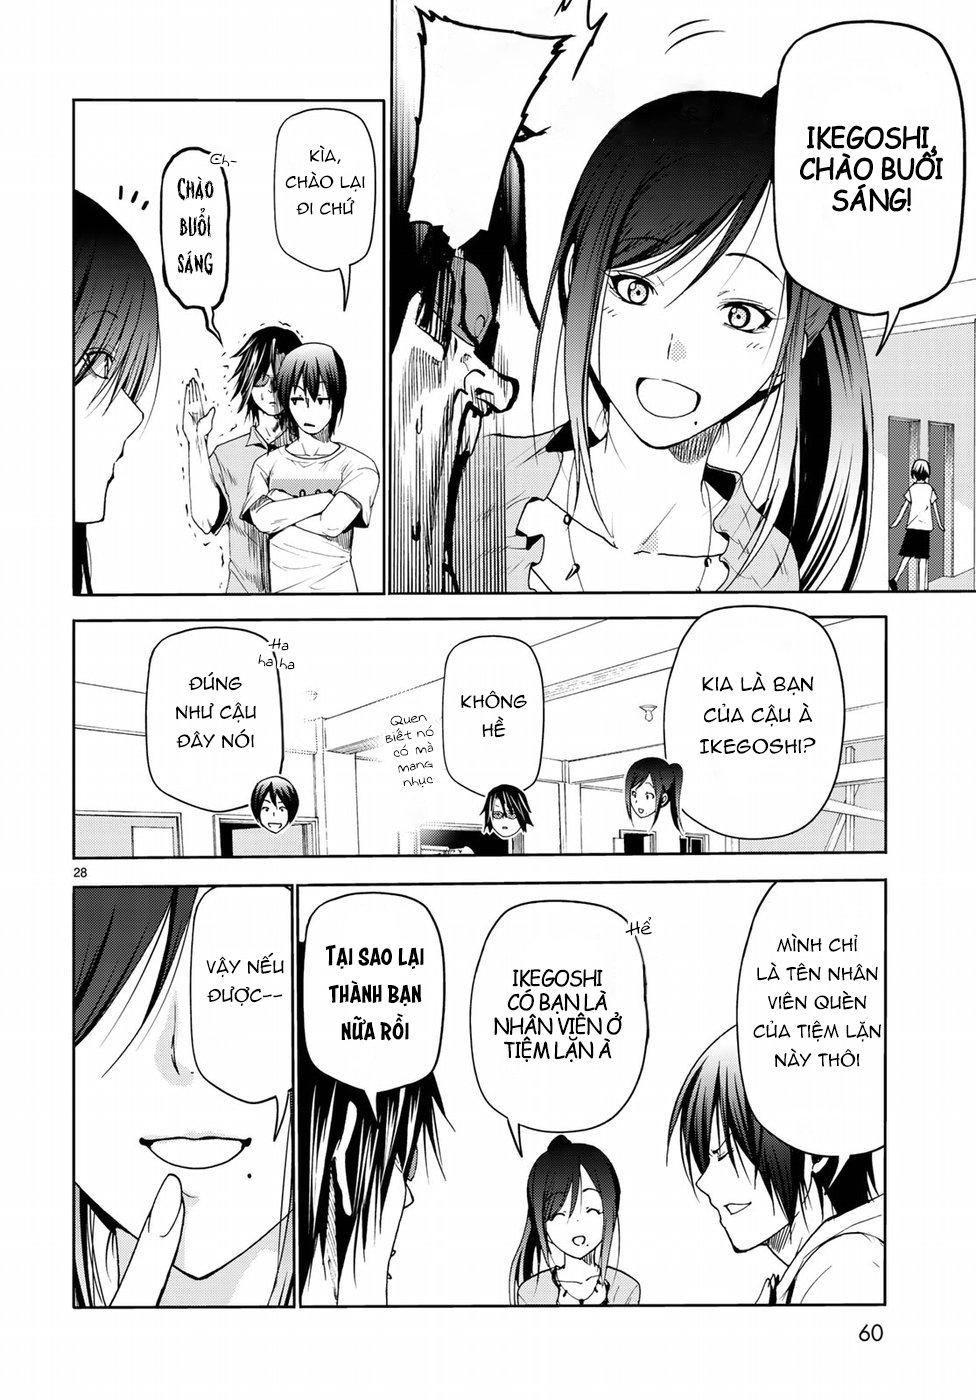 IKEGOSHI,
CHÀO BUỔI
SÁNG!
KÌA,
CHÀO LẠI
ĐI CHỨ
Ch-
CHÀO
BUỔI
SÁNG
KIA LÀ BẠN
CỦA CẬU À
IKEGOSHI?
KHÔNG
HỀ
Quen
Biết nó
có mà
mang
nhục
Ha
ha ha
ĐÚNG
NHƯ CẬU
ĐÂY NÓI
28
MÌNH CHỈ
LÀ TÊN NHÂN
VIÊN QUÈN
CỦA TIỆM LẶN
NÀY THÔI
Hể
IKEGOSHI
CÓ BẠN LÀ
NHÂN VIÊN Ở
TIỆM LẶN À
TẠI SAO LẠI
THÀNH BẠN
NỮA RỒI
VẬY NẾU
ĐƯỢC--
60